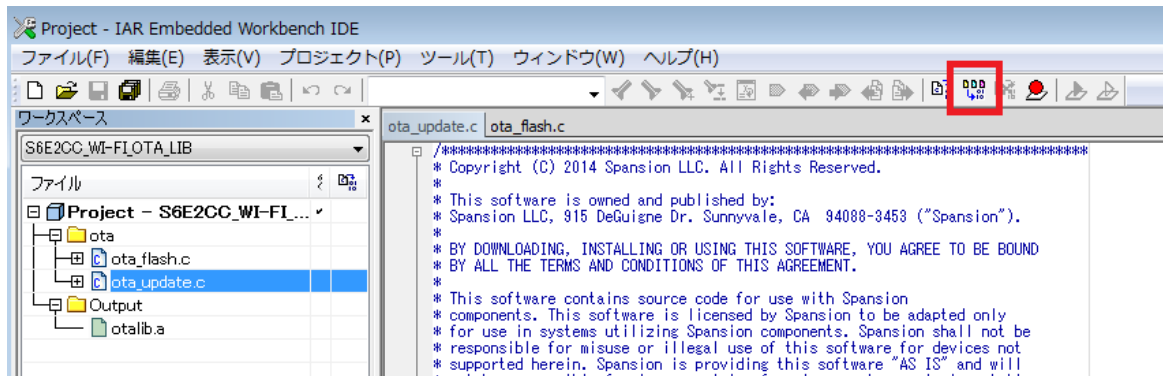 Project - IAR Embedded Workbench IDE
ファイル(F) 編集(E) 表示(V) プロジェクト(P) ツール(T) ウィンドウ(W) ヘルプ(H)
ワークスペース
S6E2CC_WI-FI_OTA_LIB
ファイル
Project - S6E2CC_WI-FI_...
ota
ota_flash.c
ota_update.c
Output
otalib.a
ota_update.c ota_flash.c
* Copyright (C) 2014 Spansion LLC. All Rights Reserved.
*
* This software is owned and published by:
* Spansion LLC, 915 DeGuigne Dr. Sunnyvale, CA 94088-3453 ("Spansion").
*
* BY DOWNLOADING, INSTALLING OR USING THIS SOFTWARE, YOU AGREE TO BE BOUND
* BY ALL THE TERMS AND CONDITIONS OF THIS AGREEMENT.
*
* This software contains source code for use with Spansion
* components. This software is licensed by Spansion to be adapted only
* for use in systems utilizing Spansion components. Spansion shall not be
* responsible for misuse or illegal use of this software for devices not
* supported herein. Spansion is providing this software "AS IS" and will